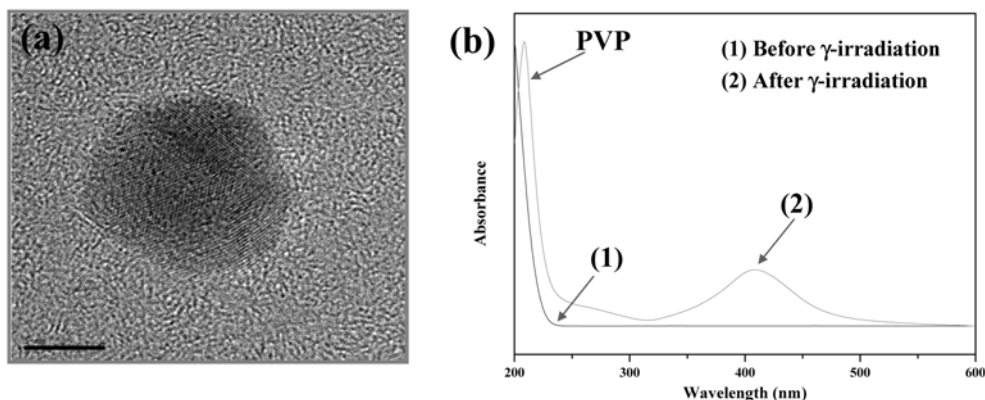 (a)
(b)
PVP
(1) Before γ-irradiation
(2) After γ-irradiation
(2)
(1)
Absorbance
200
300
400
500
600
Wavelength (nm)